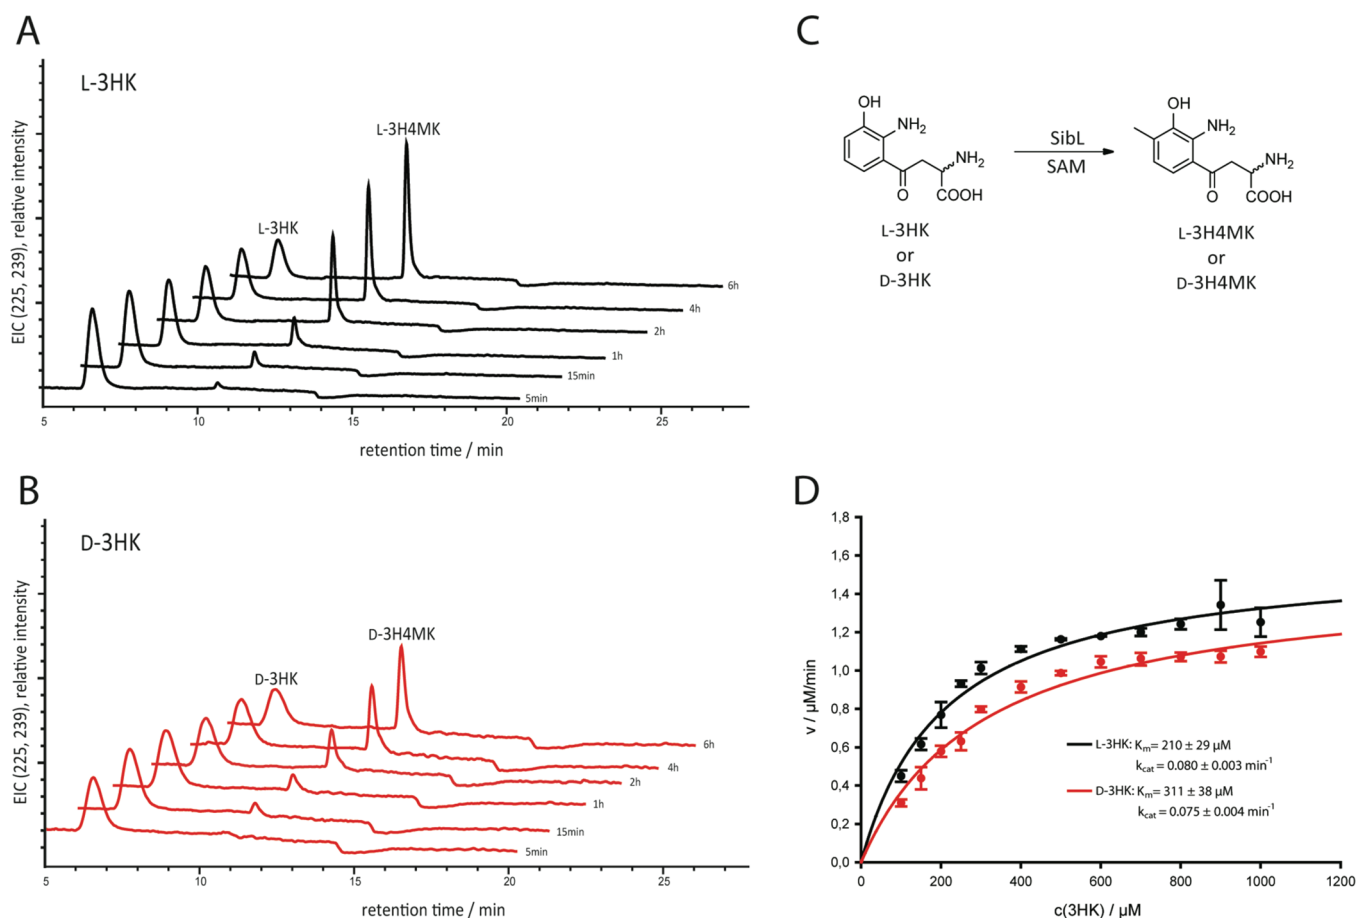 A
L-3HK
EIC (225, 239), relative intensity
L-3HK
L-3H4MK
6h
4h
2h
1h
15min
5min
5
10
15
20
25
retention time / min
B
D-3HK
EIC (225, 239), relative intensity
D-3HK
D-3H4MK
6h
4h
2h
1h
15min
5min
5
10
15
20
25
retention time / min
C
OH
NH2
NH2
O
COOH
L-3HK
or
D-3HK
SibL
SAM
OH
NH2
NH2
O
COOH
L-3H4MK
or
D-3H4MK
D
v / µM/min
1,8
1,6
1,4
1,2
1,0
0,8
0,6
0,4
0,2
0,0
0
200
400
600
800
1000
1200
c(3HK) / µM
L-3HK: Km= 210 ± 29 µM
kcat = 0.080 ± 0.003 min-1
D-3HK: Km= 311 ± 38 µM
kcat = 0.075 ± 0.004 min-1